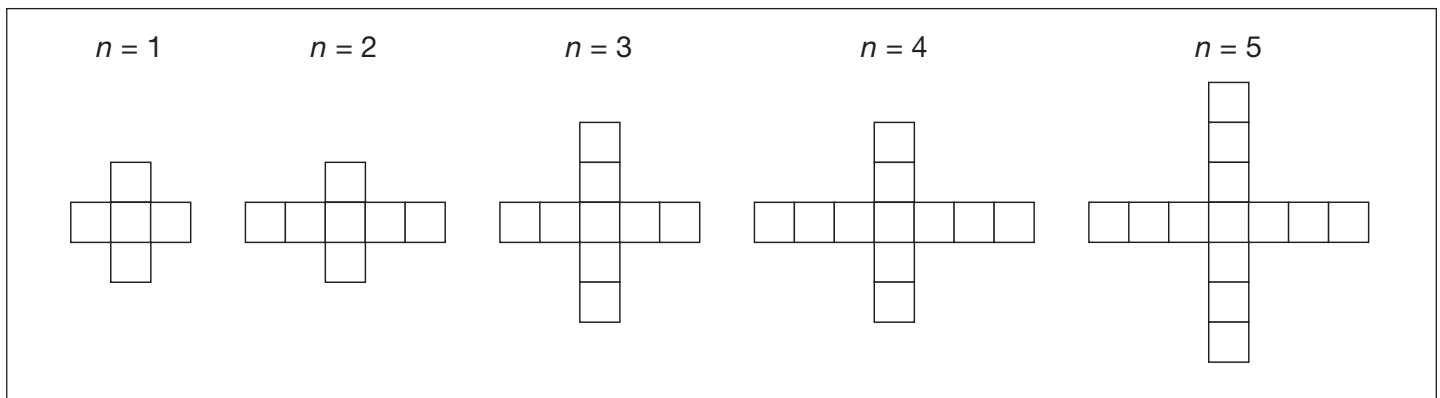 n = 1 n = 2 n = 3 n = 4 n = 5